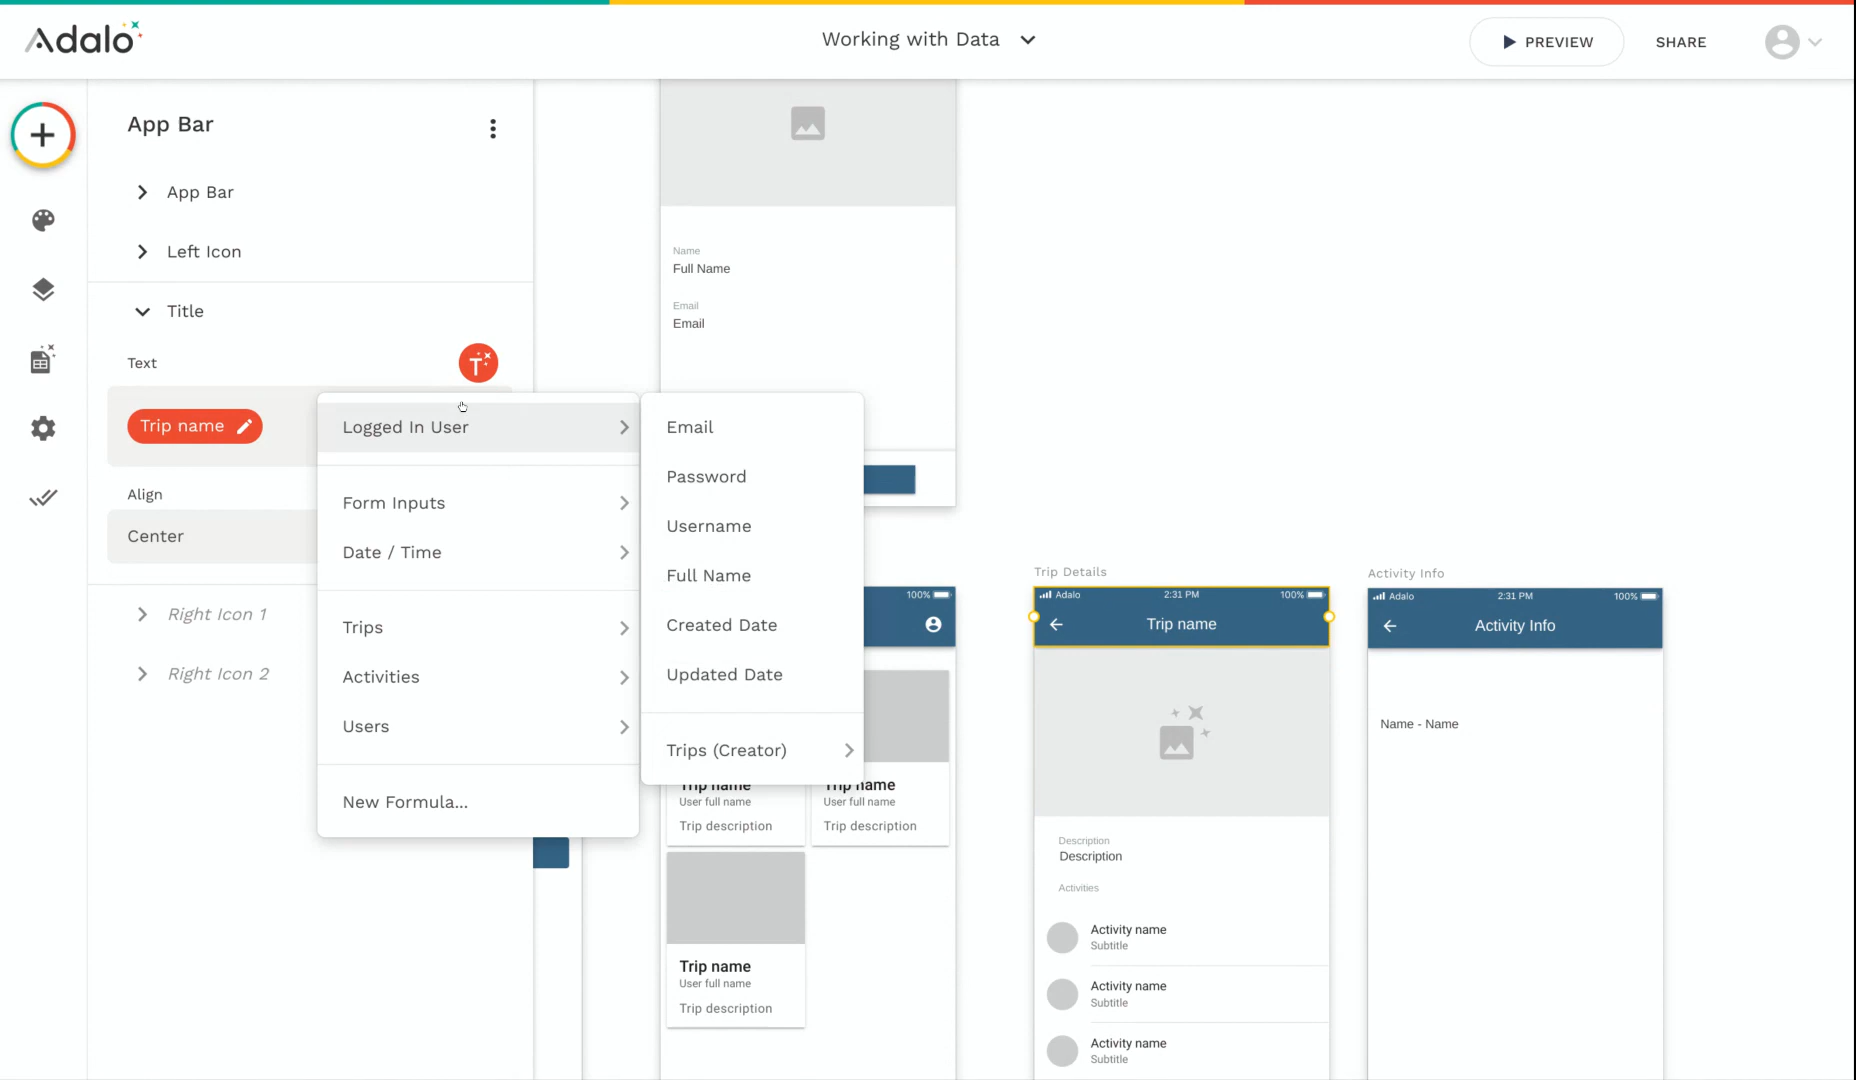 Adalo
Working with Data
PREVIEW
SHARE
App Bar
App Bar
Left Icon
Title
Text
T
Trip name
Align
Center
Right Icon 1
Right Icon 2
Logged In User
Form Inputs
Date / Time
Trips
Activities
Users
New Formula...
Email
Password
Username
Full Name
Created Date
Updated Date
Trips (Creator)
Name
Full Name
Email
Email
100%
Trip name
User full name
Trip description
Trip name
User full name
Trip description
Trip name
User full name
Trip description
Trip Details
Adalo 2:31 PM 100%
Trip name
Description
Description
Activities
Activity name
Subtitle
Activity name
Subtitle
Activity name
Subtitle
Activity Info
Adalo 2:31 PM 100%
Activity Info
Name - Name